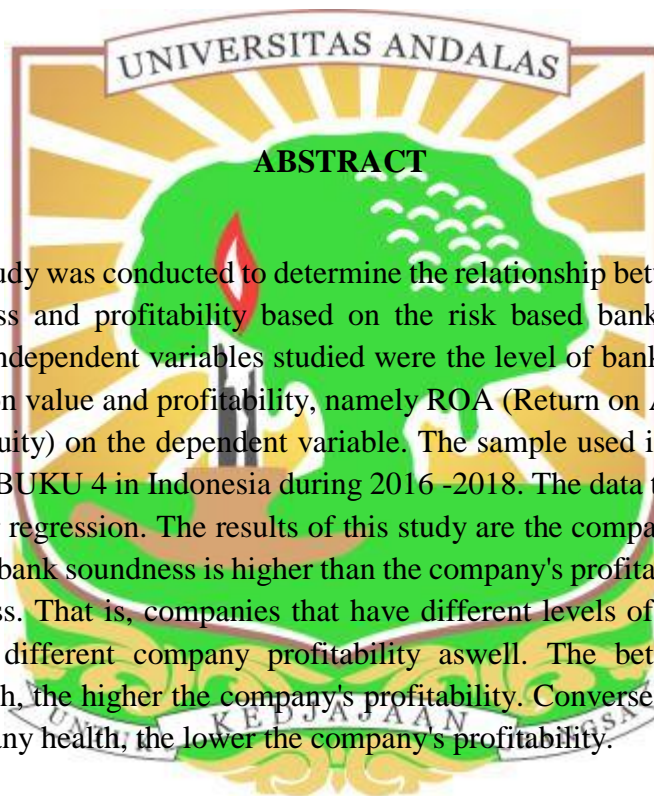 UNIVERSITAS ANDALAS
ABSTRACT
udy was conducted to determine the relationship bet
ss and profitability based on the risk based bank
ndependent variables studied were the level of bank
on value and profitability, namely ROA (Return on A
uity) on the dependent variable. The sample used i
BUKU 4 in Indonesia during 2016 -2018. The data t
r regression. The results of this study are the compa
bank soundness is higher than the company's profita
ss. That is, companies that have different levels of
different company profitability aswell. The bet
h, the higher the company's profitability. Converse
any health, the lower the company's profitability.
UNTUK KEDJAJAAN BANGSA